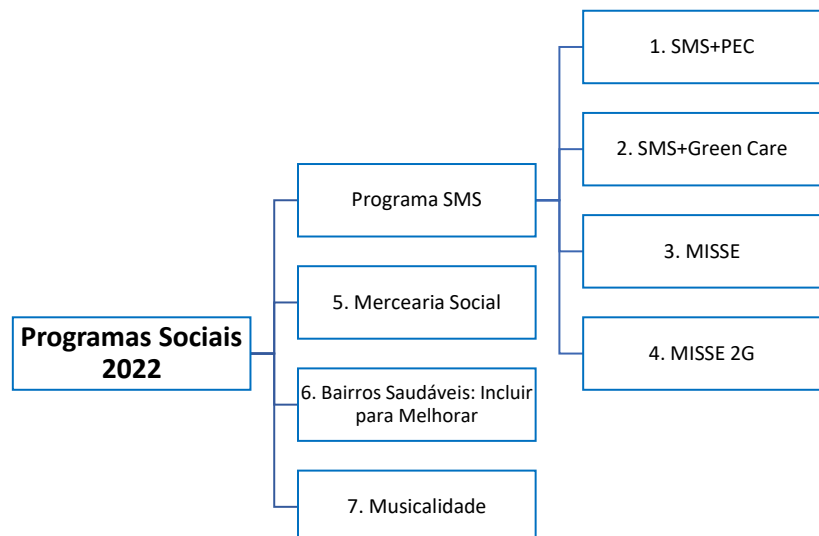 Programas Sociais
2022
Programa SMS
1. SMS+PEC
2. SMS+Green Care
3. MISSE
4. MISSE 2G
5. Mercearia Social
6. Bairros Saudáveis: Incluir
para Melhorar
7. Musicalidade